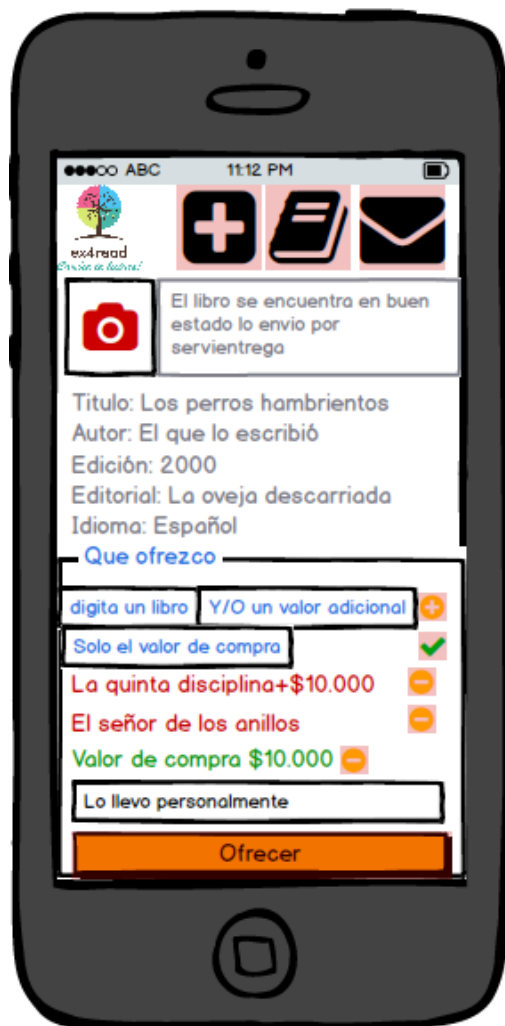 ABC 11:12 PM
ex4read
El libro se encuentra en buen
estado lo envio por
servientrega
Titulo: Los perros hambrientos
Autor: El que lo escribió
Edición: 2000
Editorial: La oveja descarriada
Idioma: Español
Que ofrezco
digita un libro Y/O un valor adicional
Solo el valor de compra
La quinta disciplina+$10.000
El señor de los anillos
Valor de compra $10.000
Lo llevo personalmente
Ofrecer